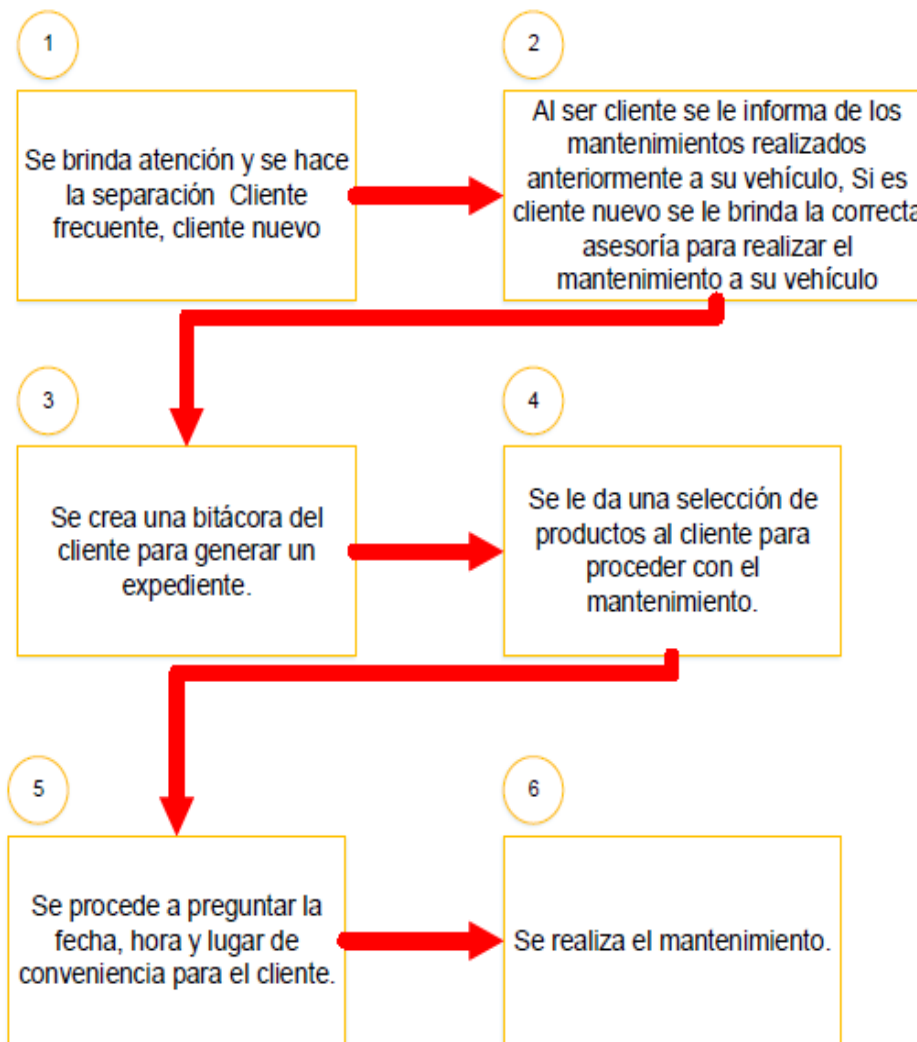 1
Se brinda atención y se hace
la separación Cliente
frecuente, cliente nuevo
2
Al ser cliente se le informa de los
mantenimientos realizados
anteriormente a su vehículo, Si es
cliente nuevo se le brinda la correcta
asesoría para realizar el
mantenimiento a su vehículo
3
Se crea una bitácora del
cliente para generar un
expediente.
4
Se le da una selección de
productos al cliente para
proceder con el
mantenimiento.
5
Se procede a preguntar la
fecha, hora y lugar de
conveniencia para el cliente.
6
Se realiza el mantenimiento.